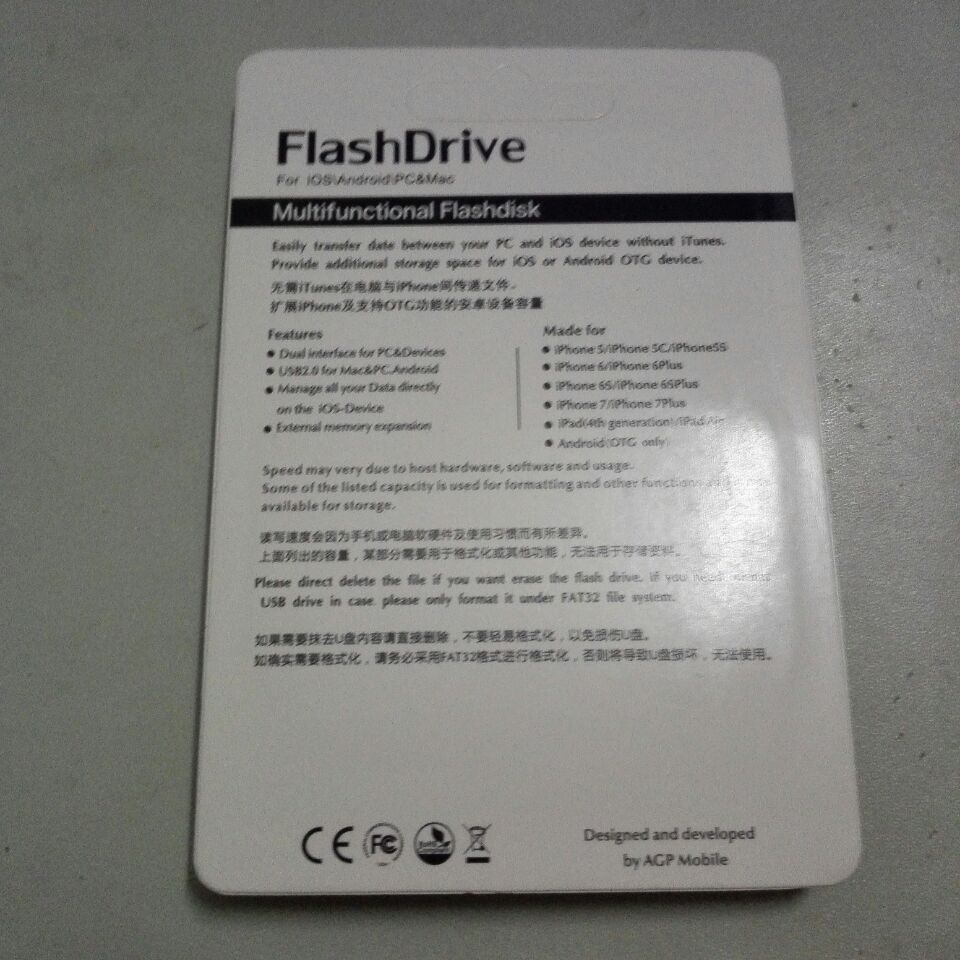 FlashDrive
For iOS\Android\PC&Mac
Multifunctional Flashdisk
Easily transfer date between your PC and iOS device without iTunes.
Provide additional storage space for iOS or Android OTG device.
无需iTunes在电脑与iPhone间传递文件。
扩展iPhone及支持OTG功能的安卓设备容量
Features
Dual interface for PC&Devices
USB2.0 for Mac&PC.Android
Manage all your Data directly
on the iOS-Device
External memory expansion
Made for
iPhone 5/iPhone 5C/iPhone5S
iPhone 6/iPhone 6Plus
iPhone 6S/iPhone 6SPlus
iPhone 7/iPhone 7Plus
iPad(4th generation)/iPad Air
Android(OTG only)
Speed may very due to host hardware, software and usage.
Some of the listed capacity is used for formatting and other functions
available for storage.
读写速度会因为手机或电脑软硬件及使用习惯而有所差异。
上面列出的容量，某部分需要用于格式化或其他功能，无法用于存储资料。
Please direct delete the file if you want erase the flash drive. If you need
USB drive in case please only format it under FAT32 file system.
如果需要抹去U盘内容请直接删除，不要轻易格式化，以免损伤U盘。
如确实需要格式化，请务必采用FAT32格式进行格式化，否则将导致U盘损坏，无法使用。
CE FC RoHS
Designed and developed
by AGP Mobile